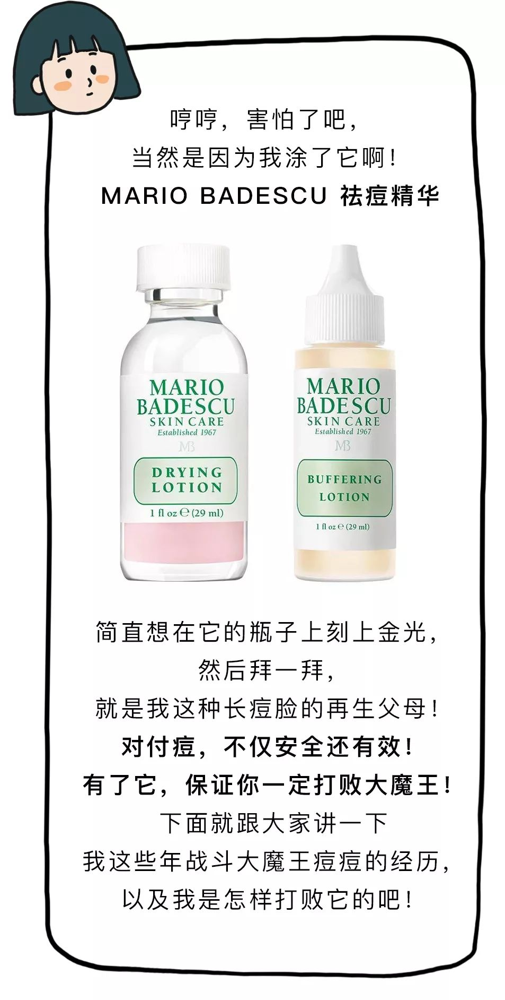 哼哼，害怕了吧，
当然是因为我涂了它啊！
MARIO BADESCU 祛痘精华
MARIO
BADESCU
SKIN CARE
Established 1967
MB
DRYING
LOTION
1 fl oz ℮ (29 ml)
MARIO
BADESCU
SKIN CARE
Established 1967
MB
BUFFERING
LOTION
1 fl oz ℮ (29 ml)
简直想在它的瓶子上刻上金光，
然后拜一拜，
就是我这种长痘脸的再生父母！
对付痘，不仅安全还有效！
有了它，保证你一定打败大魔王！
下面就跟大家讲一下
我这些年战斗大魔王痘痘的经历，
以及我是怎样打败它的吧！